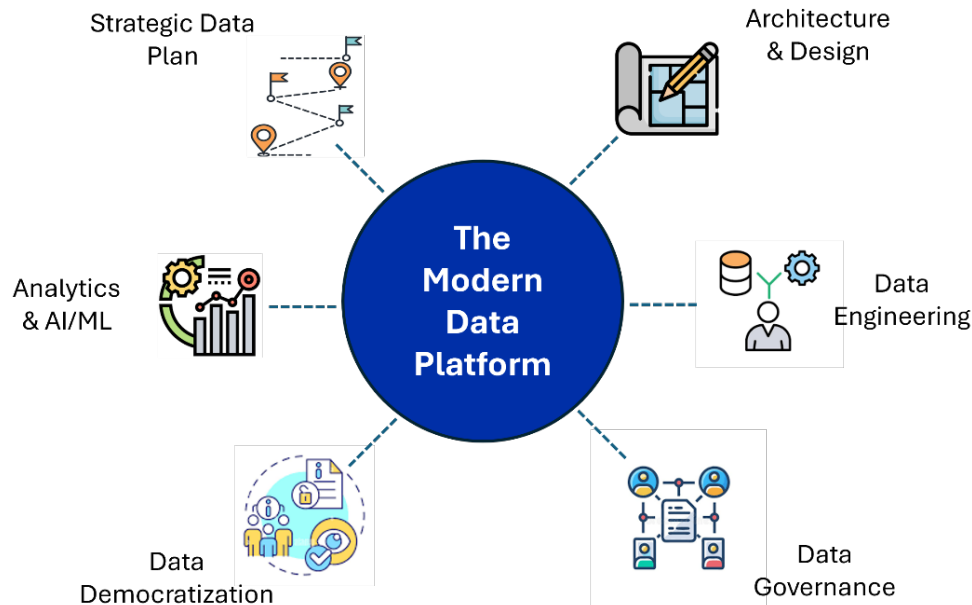 Strategic Data
Plan
Architecture
& Design
The
Modern
Data
Platform
Analytics
& AI/ML
Data
Engineering
Data
Democratization
Data
Governance